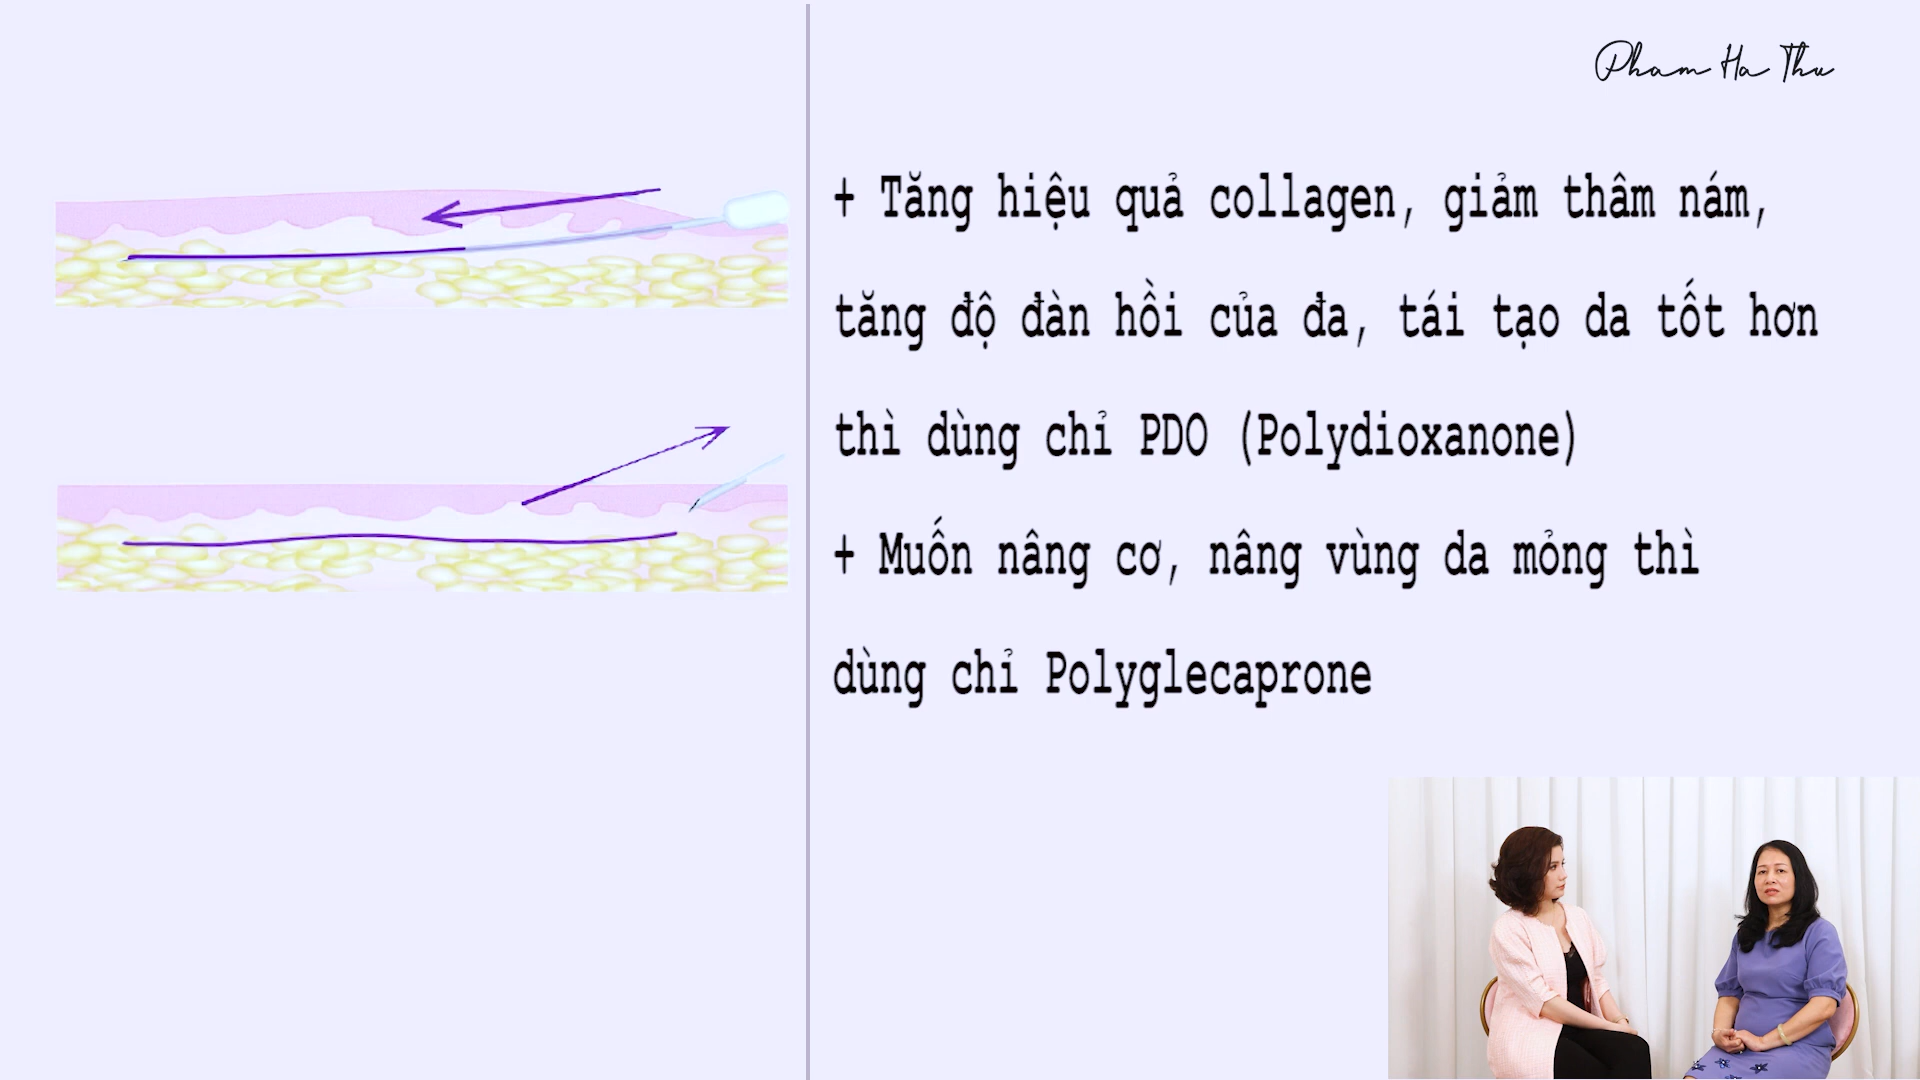 Pham Ha Thu
+ Tăng hiệu quả collagen, giảm thâm nám,
tăng độ đàn hồi của đa, tái tạo da tốt hơn
thì dùng chỉ PDO (Polydioxanone)
+ Muốn nâng cơ, nâng vùng da mỏng thì
dùng chỉ Polyglecaprone